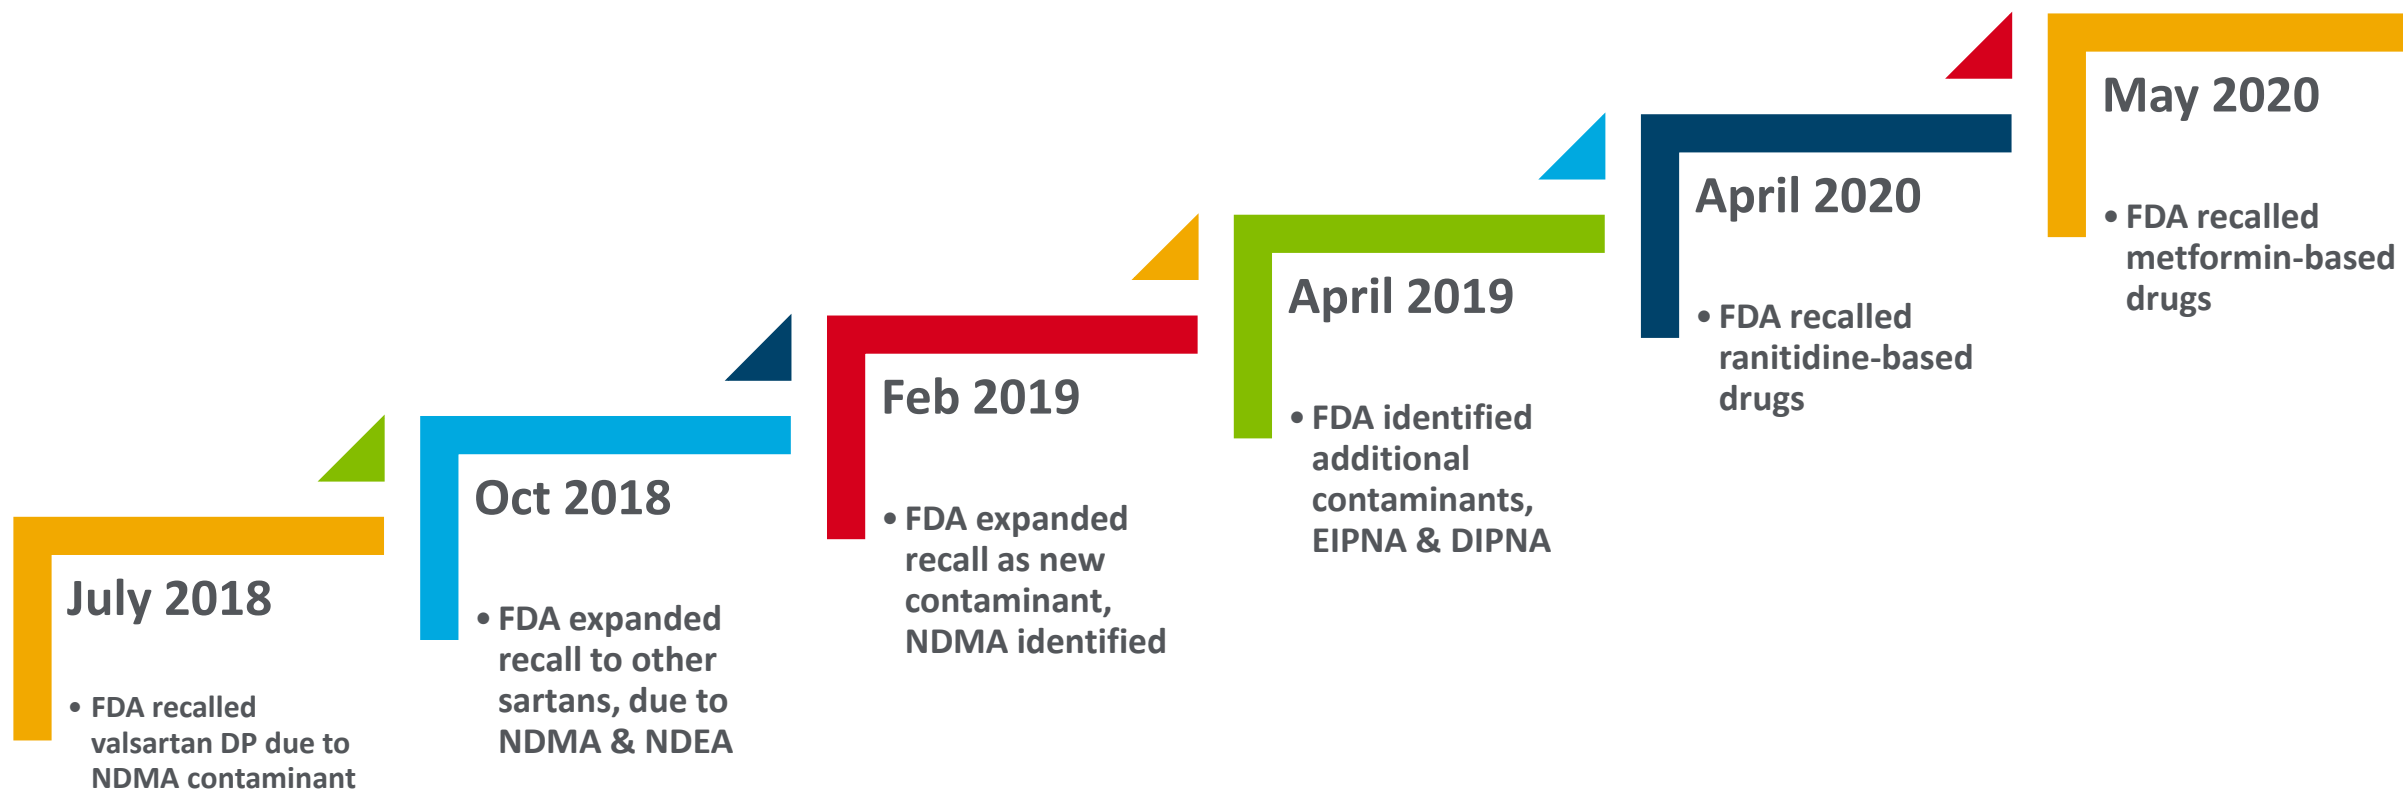 July 2018
• FDA recalled
valsartan DP due to
NDMA contaminant
Oct 2018
• FDA expanded
recall to other
sartans, due to
NDMA & NDEA
Feb 2019
• FDA expanded
recall as new
contaminant,
NDMA identified
April 2019
• FDA identified
additional
contaminants,
EIPNA & DIPNA
April 2020
• FDA recalled
ranitidine-based
drugs
May 2020
• FDA recalled
metformin-based
drugs